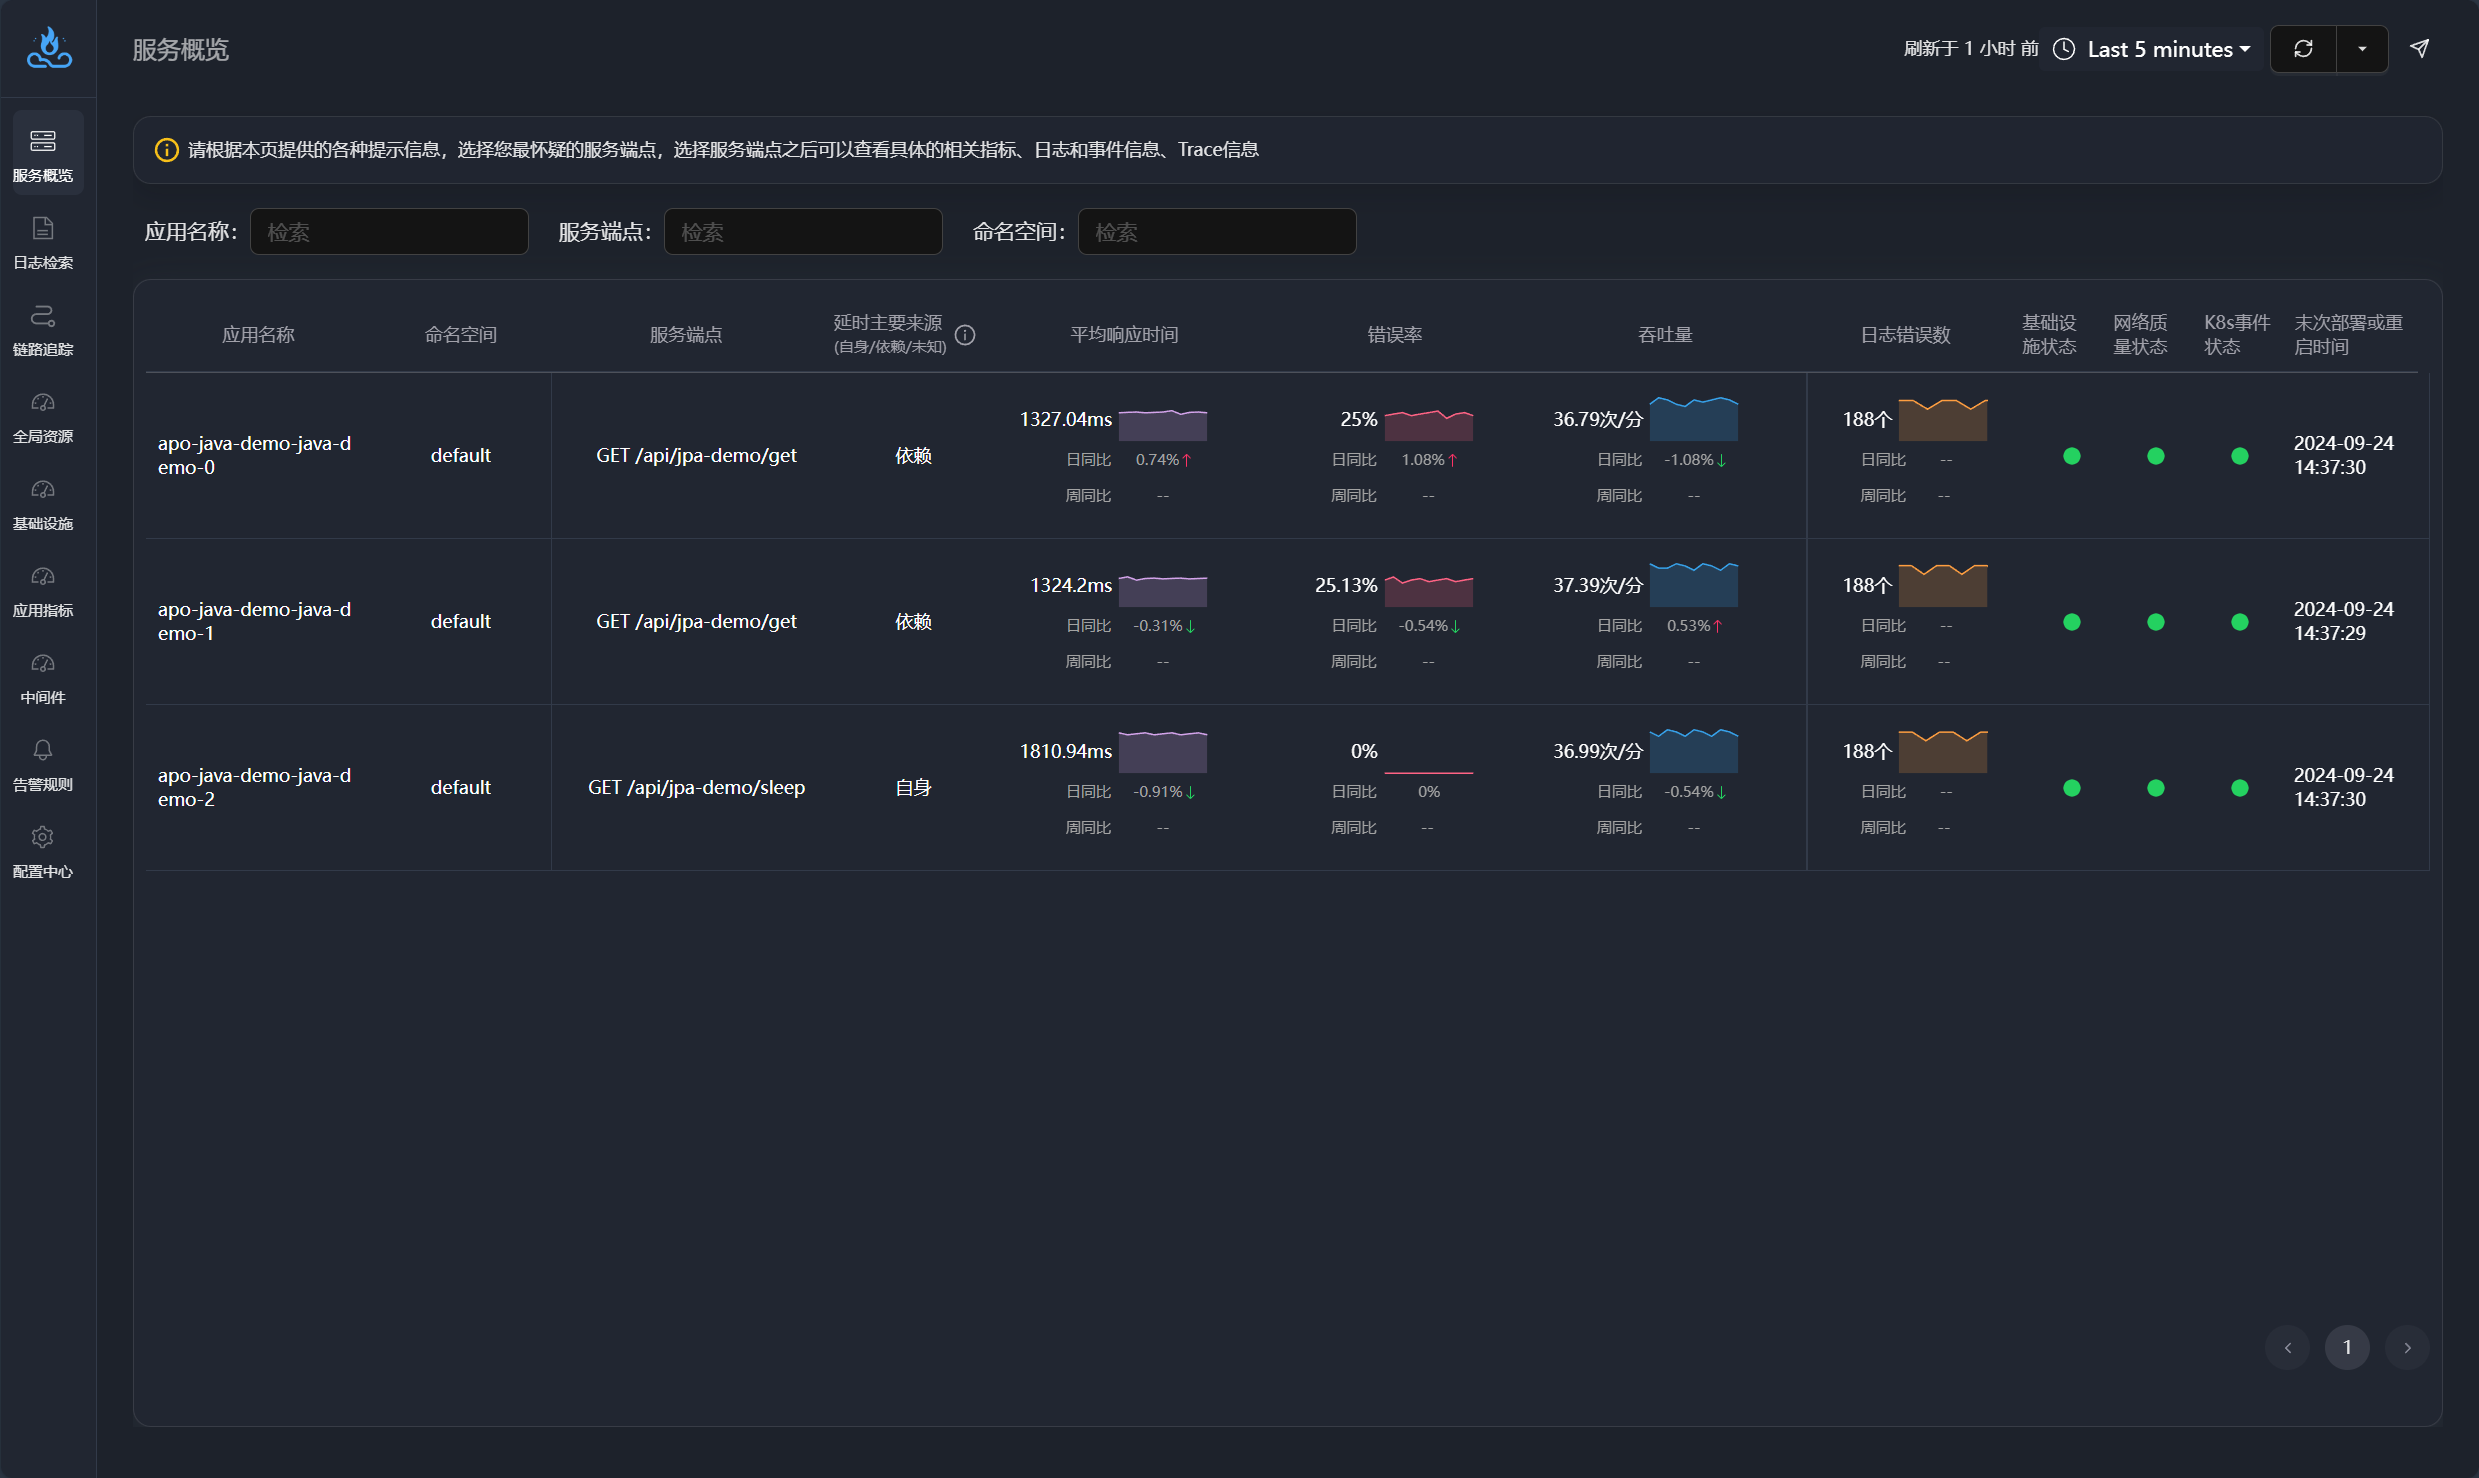 服务概览
刷新于 1 小时 前
Last 5 minutes
服务概览
日志检索
链路追踪
全局资源
基础设施
应用指标
中间件
告警规则
配置中心
请根据本页提供的各种提示信息，选择您最怀疑的服务端点，选择服务端点之后可以查看具体的相关指标、日志和事件信息、Trace信息
应用名称： 检索 服务端点： 检索 命名空间： 检索
应用名称 命名空间 服务端点 延时主要来源 (自身/依赖/未知) 平均响应时间 错误率 吞吐量 日志错误数 基础设施状态 网络质量状态 K8s事件状态 末次部署或重启时间
apo-java-demo-java-d
emo-0
default
GET /api/jpa-demo/get
依赖
1327.04ms
日同比 0.74%↑
周同比 --
25%
日同比 1.08%↑
周同比 --
36.79次/分
日同比 -1.08%↓
周同比 --
188个
日同比 --
周同比 --
2024-09-24
14:37:30
apo-java-demo-java-d
emo-1
default
GET /api/jpa-demo/get
依赖
1324.2ms
日同比 -0.31%↓
周同比 --
25.13%
日同比 -0.54%↓
周同比 --
37.39次/分
日同比 0.53%↑
周同比 --
188个
日同比 --
周同比 --
2024-09-24
14:37:29
apo-java-demo-java-d
emo-2
default
GET /api/jpa-demo/sleep
自身
1810.94ms
日同比 -0.91%↓
周同比 --
0%
日同比 0%
周同比 --
36.99次/分
日同比 -0.54%↓
周同比 --
188个
日同比 --
周同比 --
2024-09-24
14:37:30
1